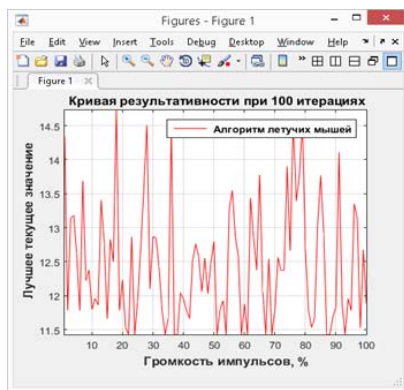 Figures - Figure 1
File Edit View Insert Tools Debug Desktop Window Help
Figure 1
Кривая результативности при 100 итерациях
Алгоритм летучих мышей
Лучшее текущее значение
14.5
14
13.5
13
12.5
12
11.5
10 20 30 40 50 60 70 80 90 100
Громкость импульсов, %